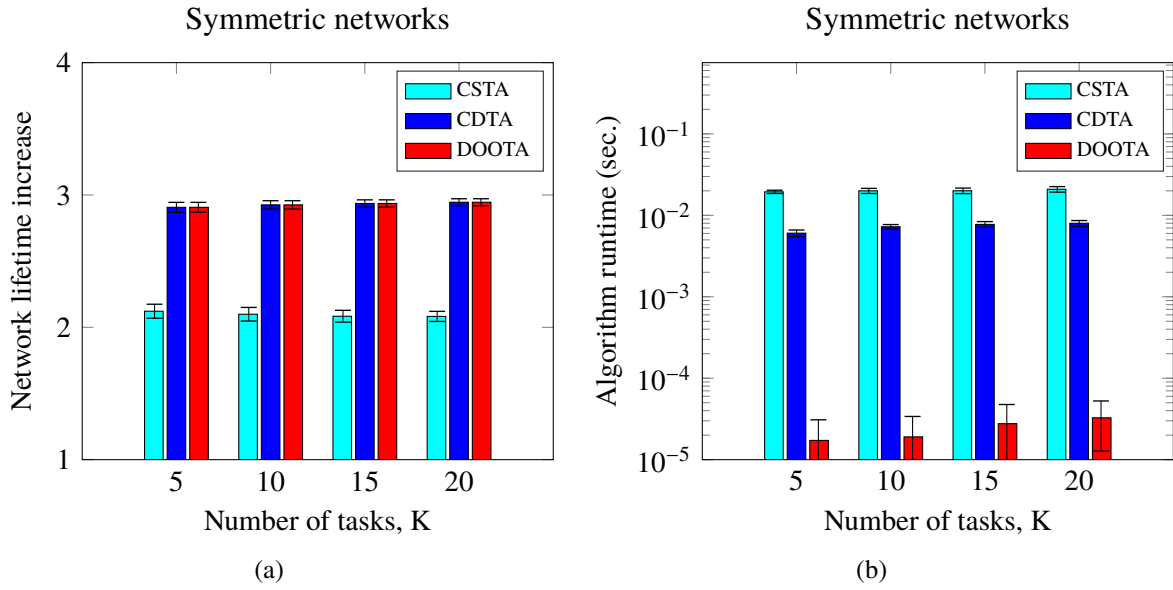 Symmetric networks
Network lifetime increase
4
3
2
1
CSTA
CDTA
DOOTA
5 10 15 20
Number of tasks, K
(a)
Symmetric networks
Algorithm runtime (sec.)
10⁻¹
10⁻²
10⁻³
10⁻⁴
10⁻⁵
CSTA
CDTA
DOOTA
5 10 15 20
Number of tasks, K
(b)